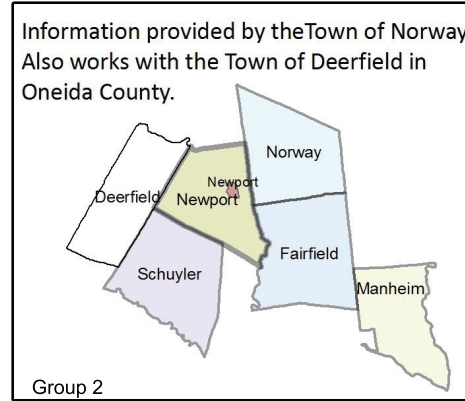 Information provided by theTown of Norway
Also works with the Town of Deerfield in
Oneida County.
Norway
Newport
Deerfield
Newport
Fairfield
Schuyler
Manheim
Group 2